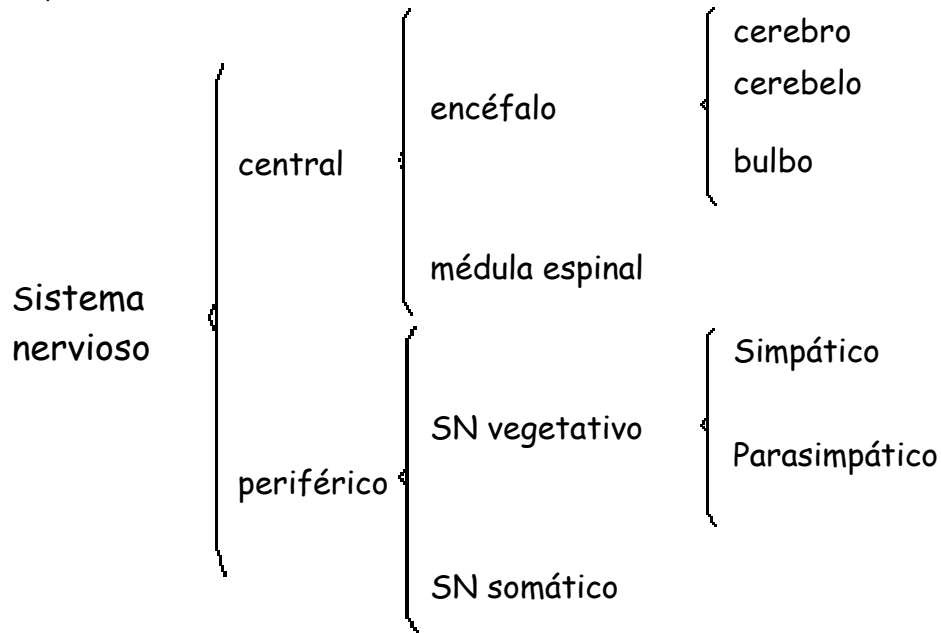 Sistema
nervioso
central
encéfalo
cerebro
cerebelo
bulbo
médula espinal
periférico
SN vegetativo
Simpático
Parasimpático
SN somático